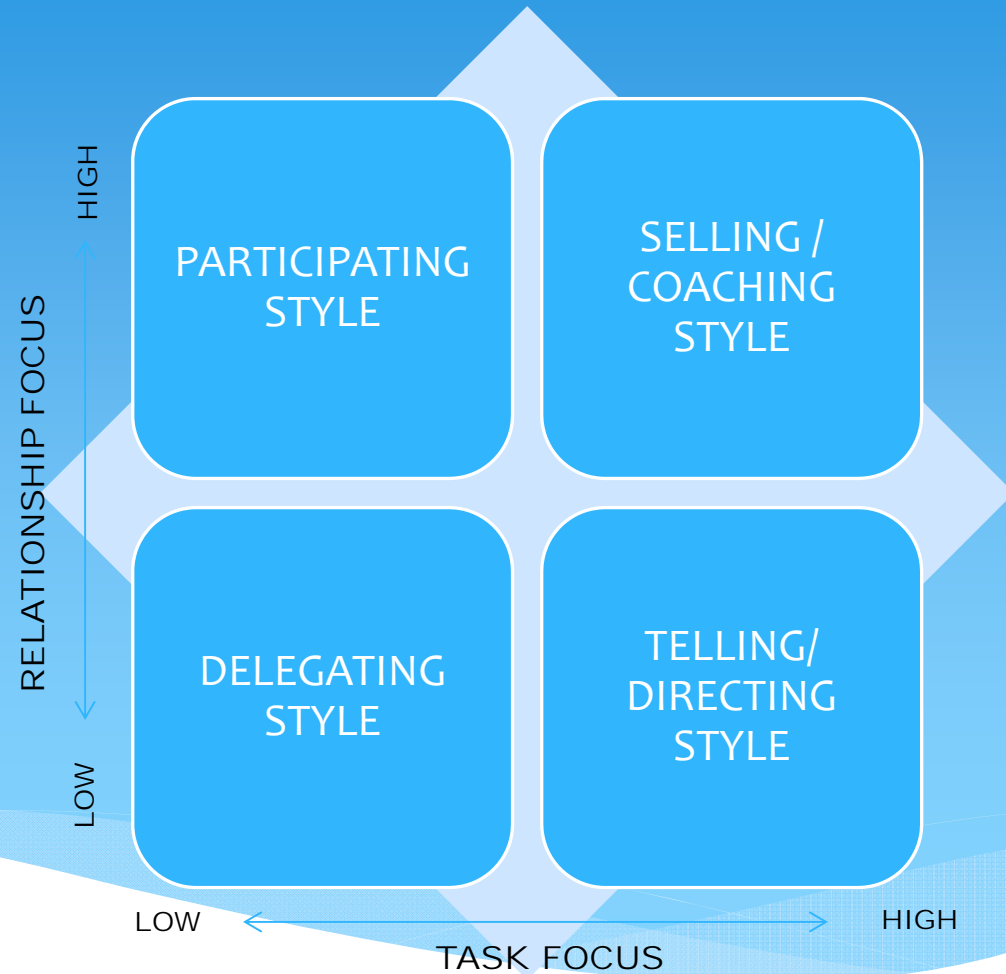 HIGH
RELATIONSHIP FOCUS
LOW
PARTICIPATING
STYLE
SELLING /
COACHING
STYLE
DELEGATING
STYLE
TELLING/
DIRECTING
STYLE
LOW
HIGH
TASK FOCUS